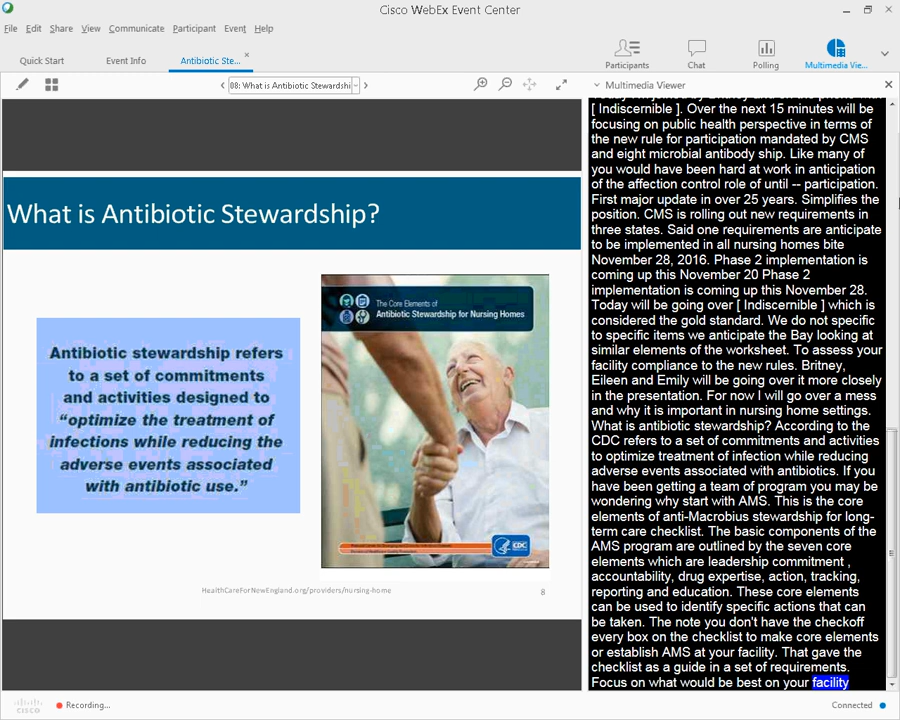 Cisco WebEx Event Center
File Edit Share View Communicate Participant Event Help
Quick Start Event Info Antibiotic Ste...
Participants Chat Polling Multimedia Vie...
08: What is Antibiotic Stewardshi
Multimedia Viewer
What is Antibiotic Stewardship?
Antibiotic stewardship refers
to a set of commitments
and activities designed to
“optimize the treatment of
infections while reducing the
adverse events associated
with antibiotic use.”
The Core Elements of
Antibiotic Stewardship for Nursing Homes
CDC
HealthCareForNewEngland.org/providers/nursing-home
8
[ Indiscernible ]. Over the next 15 minutes will be
focusing on public health perspective in terms of
the new rule for participation mandated by CMS
and eight microbial antibody ship. Like many of
you would have been hard at work in anticipation
of the affection control role of until -- participation.
First major update in over 25 years. Simplifies the
position. CMS is rolling out new requirements in
three states. Said one requirements are anticipate
to be implemented in all nursing homes bite
November 28, 2016. Phase 2 implementation is
coming up this November 20 Phase 2
implementation is coming up this November 28.
Today will be going over [ Indiscernible ] which is
considered the gold standard. We do not specific
to specific items we anticipate the Bay looking at
similar elements of the worksheet. To assess your
facility compliance to the new rules. Britney,
Eileen and Emily will be going over it more closely
in the presentation. For now I will go over a mess
and why it is important in nursing home settings.
What is antibiotic stewardship? According to the
CDC refers to a set of commitments and activities
to optimize treatment of infection while reducing
adverse events associated with antibiotics. If you
have been getting a team of program you may be
wondering why start with AMS. This is the core
elements of anti-Macrobius stewardship for long-
term care checklist. The basic components of the
AMS program are outlined by the seven core
elements which are leadership commitment ,
accountability, drug expertise, action, tracking,
reporting and education. These core elements
can be used to identify specific actions that can
be taken. The note you don't have the checkoff
every box on the checklist to make core elements
or establish AMS at your facility. That gave the
checklist as a guide in a set of requirements.
Focus on what would be best on your facility
cisco
Recording...
Connected